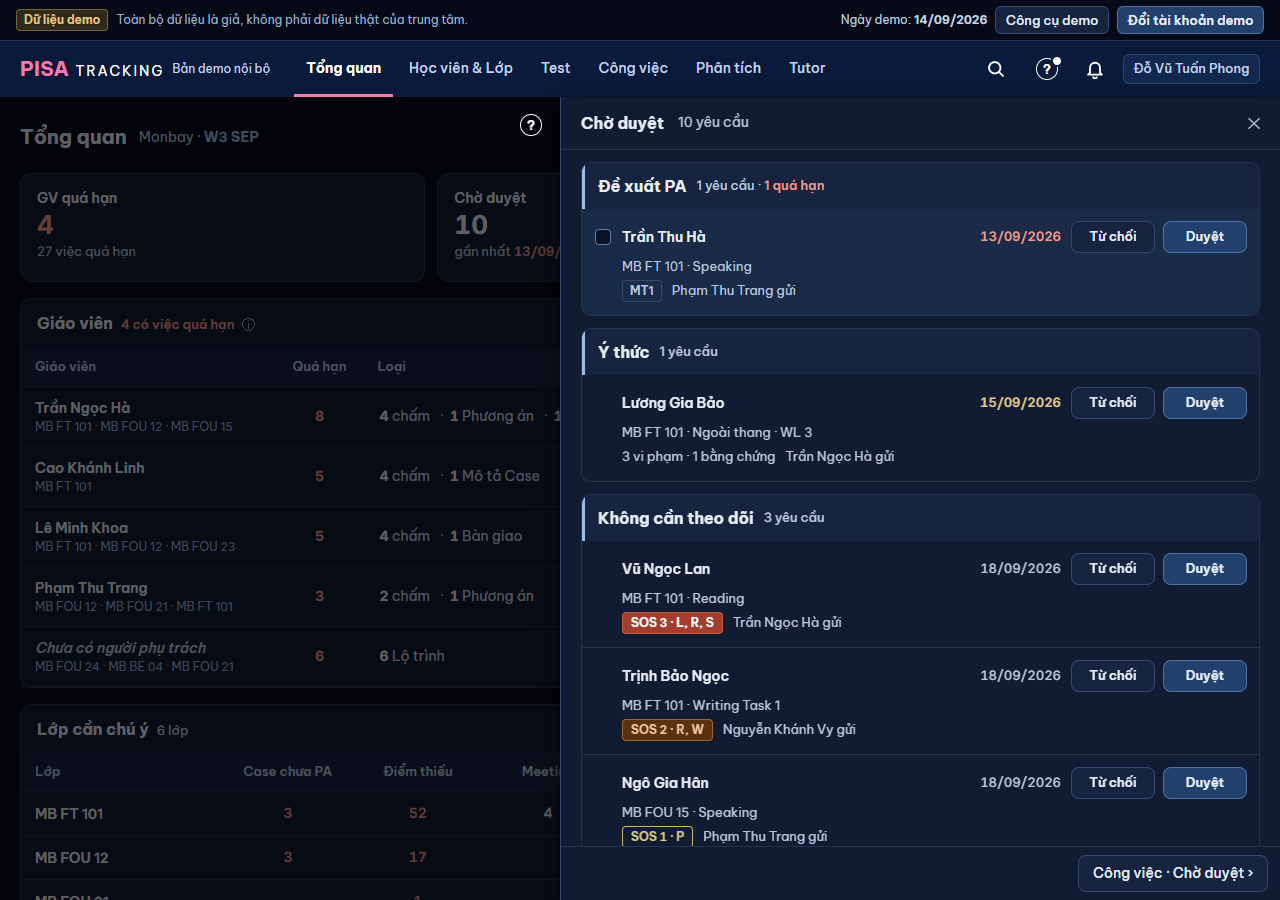 Dữ liệu demo Toàn bộ dữ liệu là giả, không phải dữ liệu thật của trung tâm. Ngày demo: 14/09/2026 Công cụ demo Đổi tài khoản demo
PISA TRACKING Bản demo nội bộ Tổng quan Học viên & Lớp Test Công việc Phân tích Tutor ? Đỗ Vũ Tuấn Phong
Tổng quan Monbay · W3 SEP ?
GV quá hạn
4
27 việc quá hạn
Chờ duyệt
10
gần nhất 13/09/
Giáo viên 4 có việc quá hạn
Giáo viên Quá hạn Loại
Trần Ngọc Hà 8 4 chấm · 1 Phương án · 1
MB FT 101 · MB FOU 12 · MB FOU 15
Cao Khánh Linh 5 4 chấm · 1 Mô tả Case
MB FT 101
Lê Minh Khoa 5 4 chấm · 1 Bàn giao
MB FT 101 · MB FOU 12 · MB FOU 23
Phạm Thu Trang 3 2 chấm · 1 Phương án
MB FOU 12 · MB FOU 21 · MB FT 101
Chưa có người phụ trách 6 6 Lộ trình
MB FOU 24 · MB BE 04 · MB FOU 21
Lớp cần chú ý 6 lớp
Lớp Case chưa PA Điểm thiếu
MB FT 101 3 52 4
MB FOU 12 3 17
Chờ duyệt 10 yêu cầu
Đề xuất PA 1 yêu cầu · 1 quá hạn
Trần Thu Hà 13/09/2026 Từ chối Duyệt
MB FT 101 · Speaking
MT1 Phạm Thu Trang gửi
Ý thức 1 yêu cầu
Lương Gia Bảo 15/09/2026 Từ chối Duyệt
MB FT 101 · Ngoài thang · WL 3
3 vi phạm · 1 bằng chứng Trần Ngọc Hà gửi
Không cần theo dõi 3 yêu cầu
Vũ Ngọc Lan 18/09/2026 Từ chối Duyệt
MB FT 101 · Reading
SOS 3 · L, R, S Trần Ngọc Hà gửi
Trịnh Bảo Ngọc 18/09/2026 Từ chối Duyệt
MB FT 101 · Writing Task 1
SOS 2 · R, W Nguyễn Khánh Vy gửi
Ngô Gia Hân 18/09/2026 Từ chối Duyệt
MB FOU 15 · Speaking
SOS 1 · P Phạm Thu Trang gửi
Công việc · Chờ duyệt ›